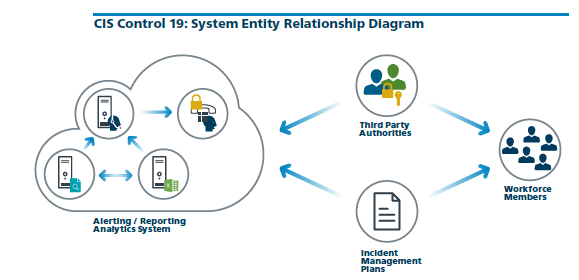 CIS Control 19: System Entity Relationship Diagram
Third Party
Authorities
Workforce
Members
Alerting / Reporting
Analytics System
Incident
Management
Plans